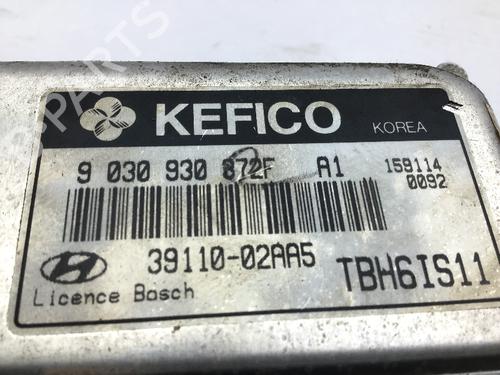 KEFICO KOREA
9 030 930 872F A1 159114
0092
39110-02AA5 TBH6IS11
Licence Bosch